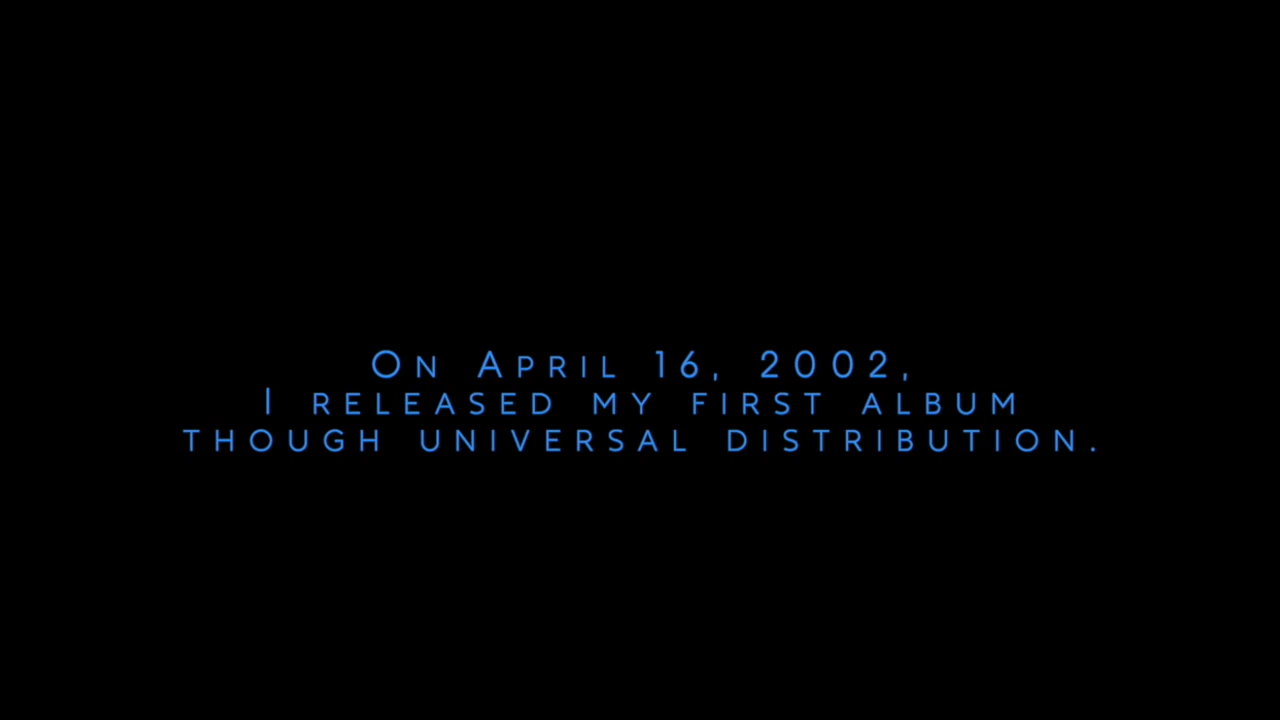 On April 16, 2002,
I released my first album
though universal distribution.